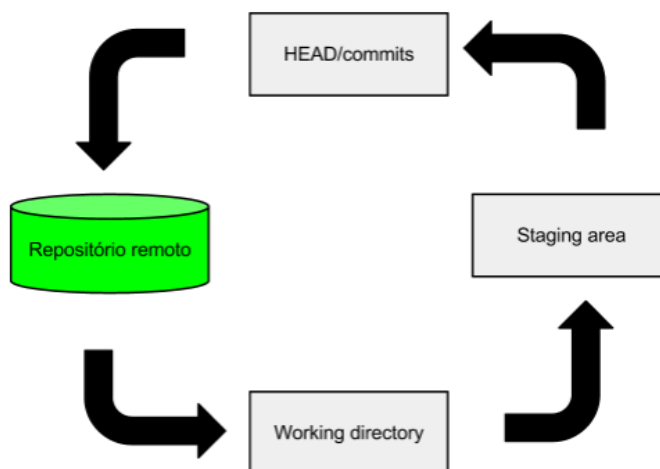 HEAD/commits
Repositório remoto
Staging area
Working directory